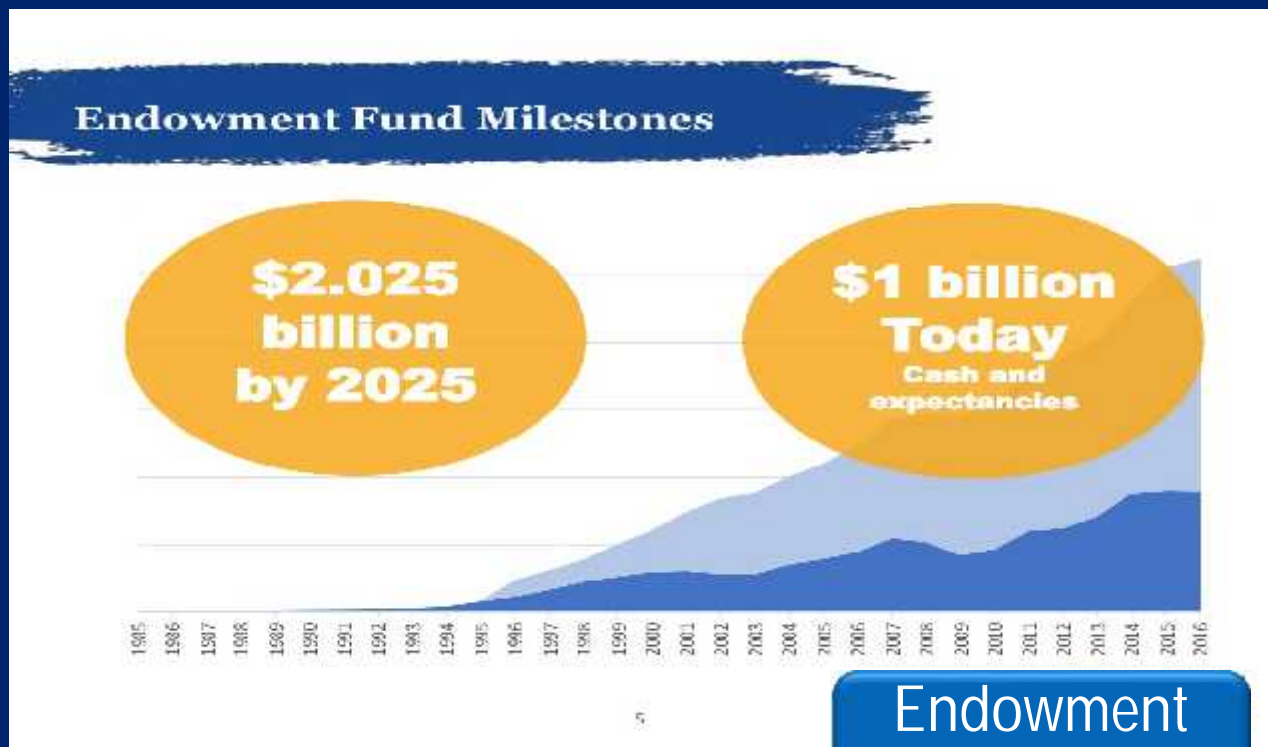 Endowment Fund Milestones
$2.025
billion
by 2025
$1 billion
Today
Cash and
expectancies
1985 1986 1987 1988 1989 1990 1991 1992 1993 1994 1995 1996 1997 1998 1999 2000 2001 2002 2003 2004 2005 2006 2007 2008 2009 2010 2011 2012 2013 2014 2015 2016
5
Endowment